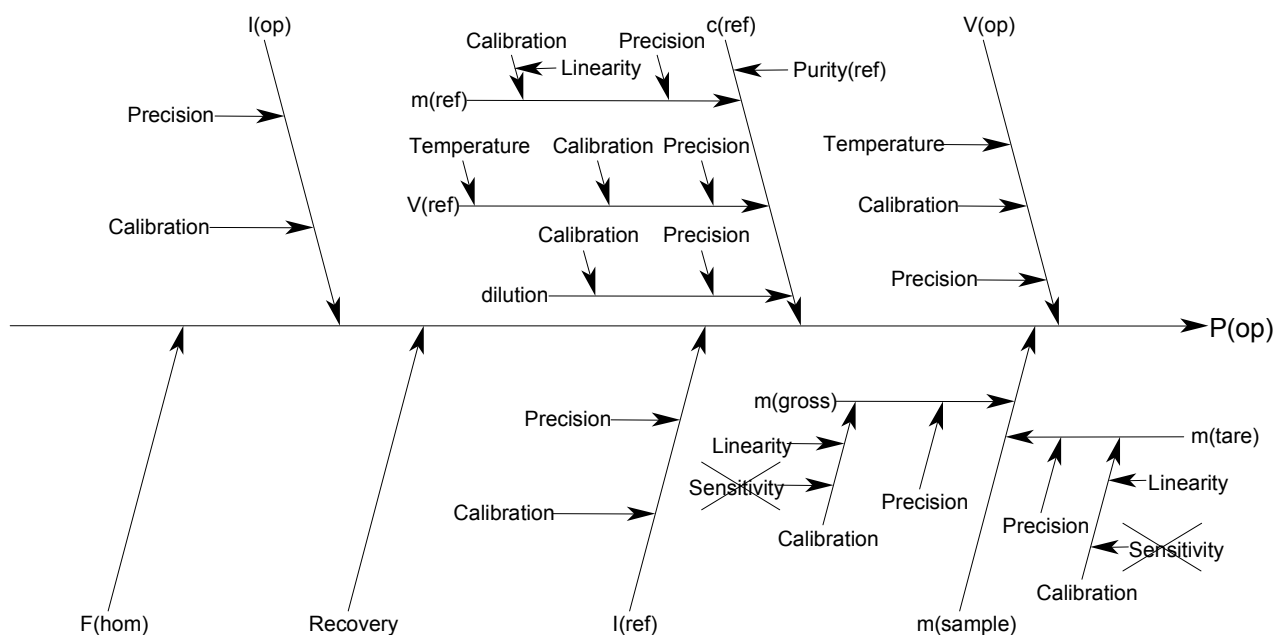 I(op)
c(ref)
V(op)
Calibration
Precision
Linearity
Purity(ref)
m(ref)
Precision
Temperature
Calibration
Precision
Temperature
V(ref)
Calibration
Calibration
Calibration
Precision
dilution
Precision
P(op)
m(gross)
Precision
m(tare)
Linearity
Sensitivity
Linearity
Precision
Calibration
Precision
Calibration
Sensitivity
Calibration
F(hom)
Recovery
I(ref)
m(sample)